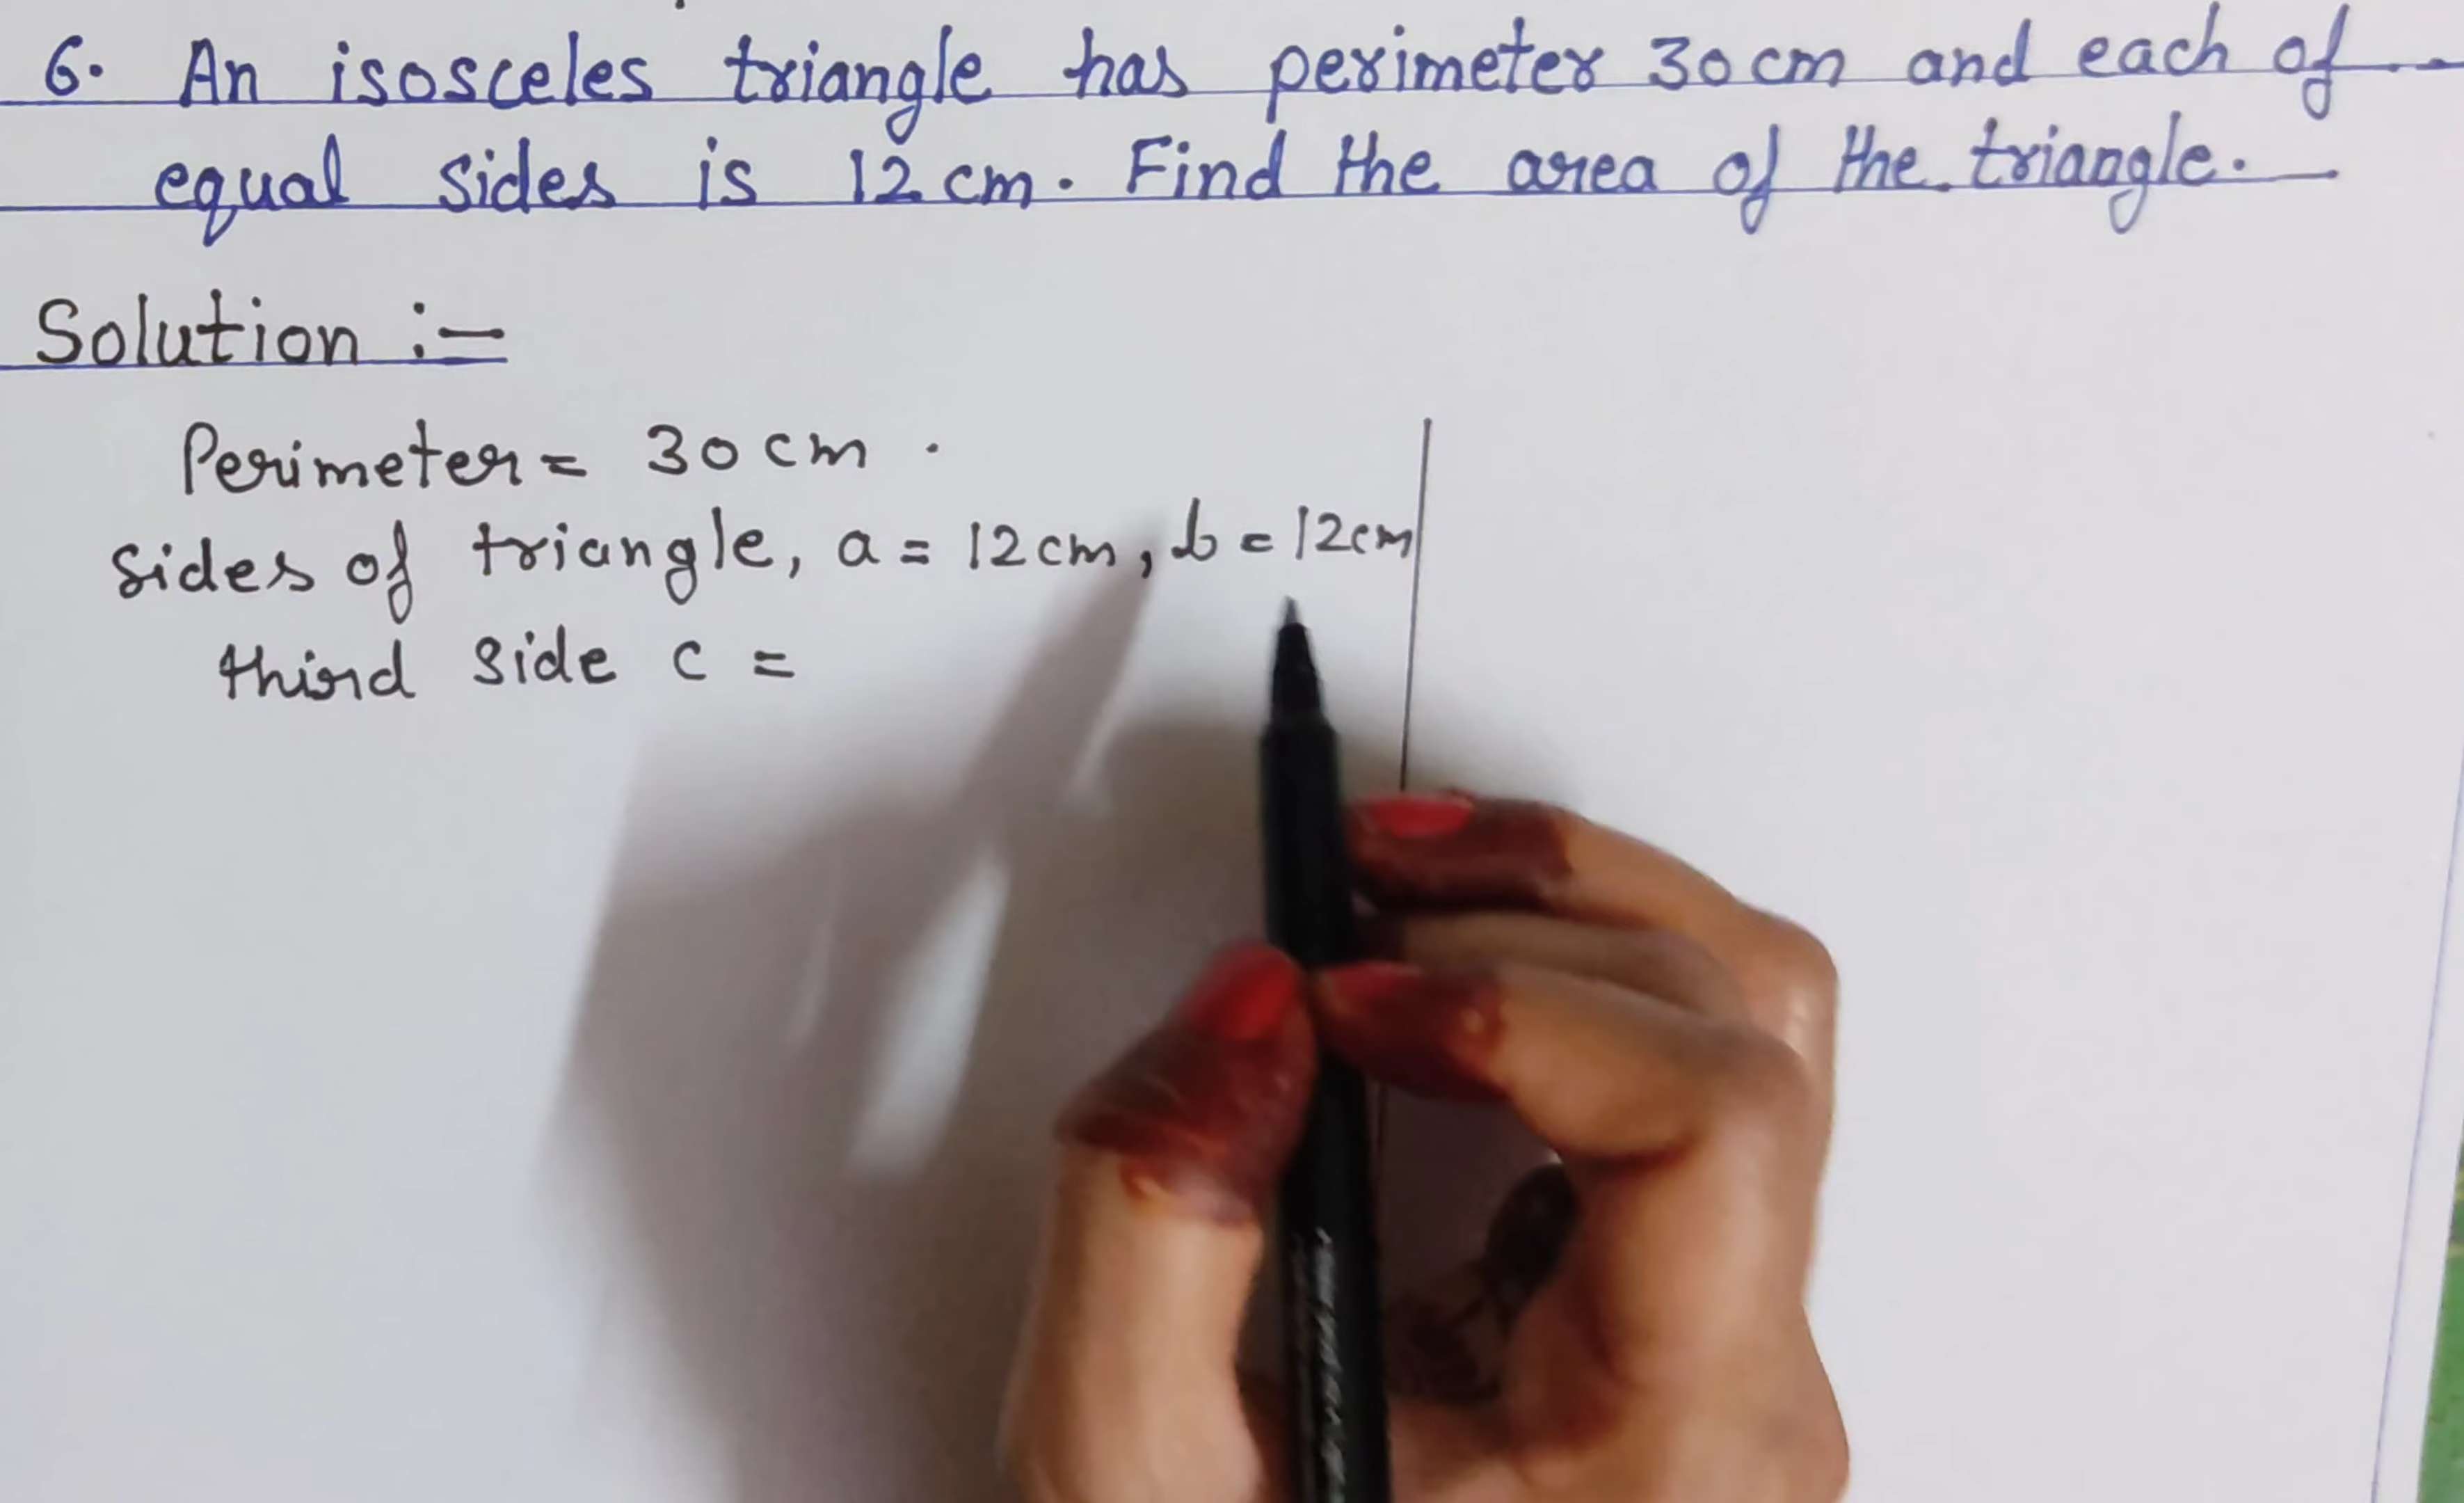 6. An isosceles triangle has perimeter 30 cm and each of
equal sides is 12 cm. Find the area of the triangle.
Solution :-
Perimeter = 30 cm .
sides of triangle, a = 12 cm, b = 12 cm
third side c =